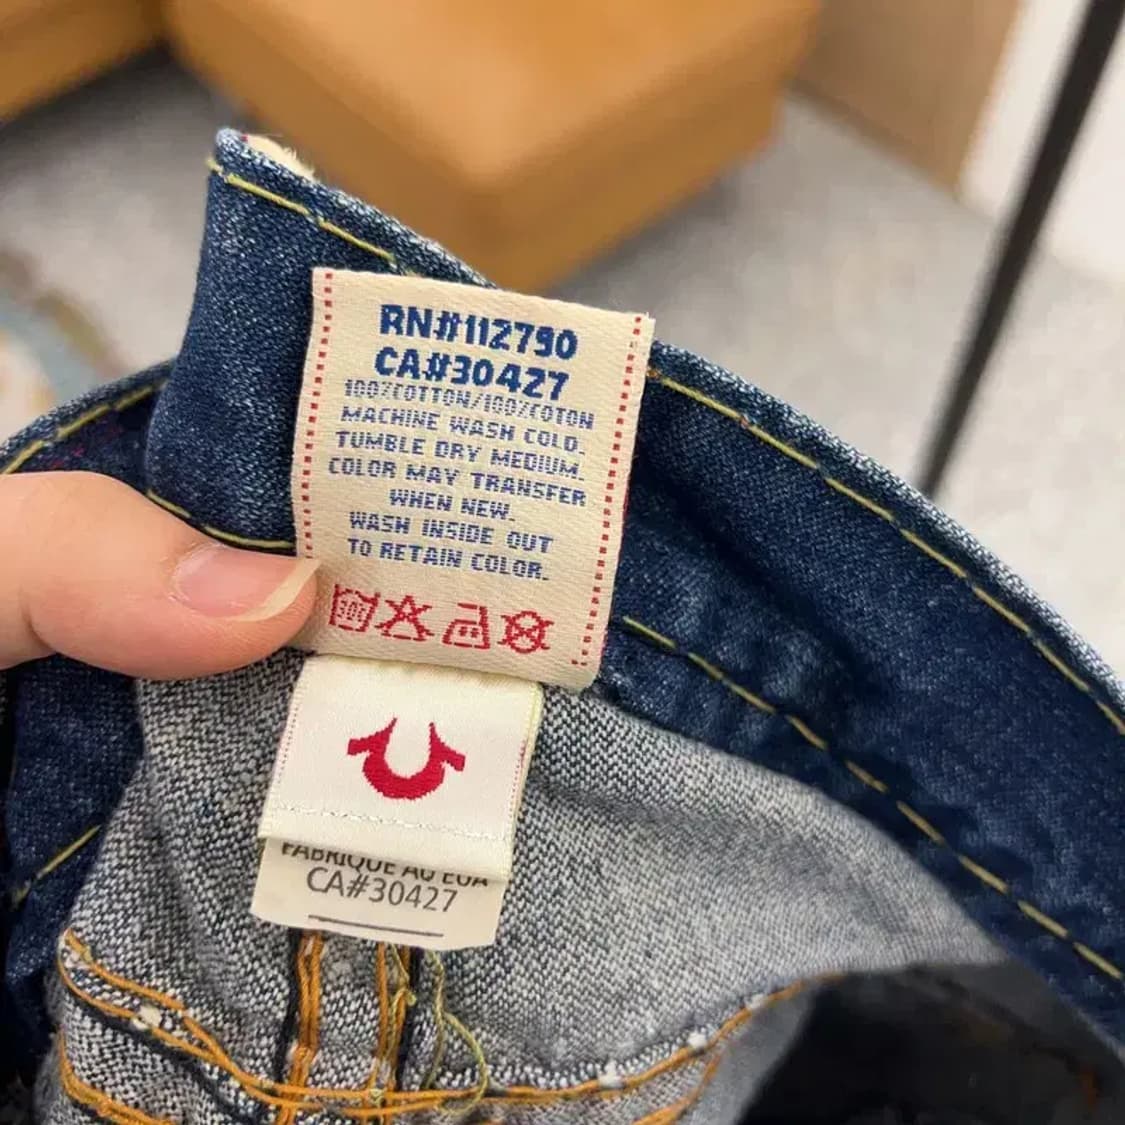 RN#112790
CA#30427
100%COTTON/100%COTON
MACHINE WASH COLD.
TUMBLE DRY MEDIUM.
COLOR MAY TRANSFER
WHEN NEW.
WASH INSIDE OUT
TO RETAIN COLOR.
30°
FABRIQUE AU EUA
CA#30427